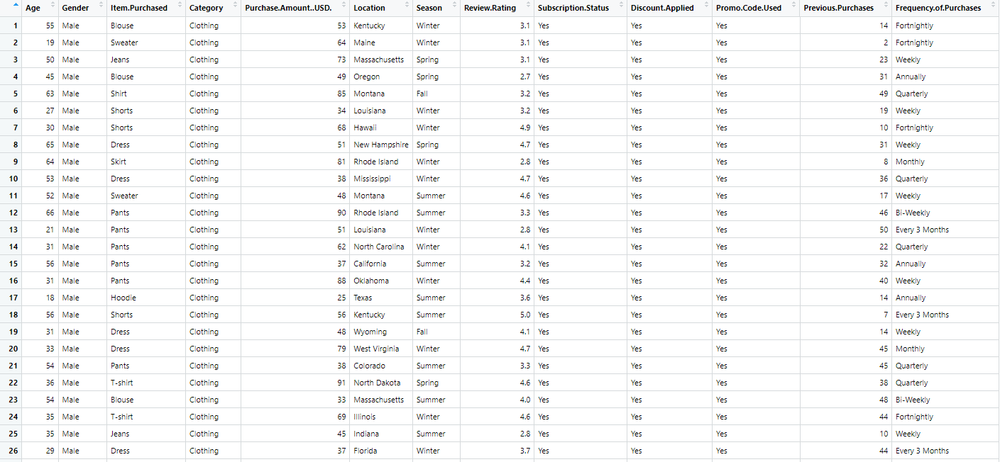 Age Gender Item.Purchased Category Purchase.Amount..USD. Location Season Review.Rating Subscription.Status Discount.Applied Promo.Code.Used Previous.Purchases Frequency.of.Purchases
1 55 Male Blouse Clothing 53 Kentucky Winter 3.1 Yes Yes Yes 14 Fortnightly
2 19 Male Sweater Clothing 64 Maine Winter 3.1 Yes Yes Yes 2 Fortnightly
3 50 Male Jeans Clothing 73 Massachusetts Spring 3.1 Yes Yes Yes 23 Weekly
4 45 Male Blouse Clothing 49 Oregon Spring 2.7 Yes Yes Yes 31 Annually
5 63 Male Shirt Clothing 85 Montana Fall 3.2 Yes Yes Yes 49 Quarterly
6 27 Male Shorts Clothing 34 Louisiana Winter 3.2 Yes Yes Yes 19 Weekly
7 30 Male Shorts Clothing 68 Hawaii Winter 4.9 Yes Yes Yes 10 Fortnightly
8 65 Male Dress Clothing 51 New Hampshire Spring 4.7 Yes Yes Yes 31 Weekly
9 64 Male Skirt Clothing 81 Rhode Island Winter 2.8 Yes Yes Yes 8 Monthly
10 53 Male Dress Clothing 38 Mississippi Winter 4.7 Yes Yes Yes 36 Quarterly
11 52 Male Sweater Clothing 48 Montana Summer 4.6 Yes Yes Yes 17 Weekly
12 66 Male Pants Clothing 90 Rhode Island Summer 3.3 Yes Yes Yes 46 Bi-Weekly
13 21 Male Pants Clothing 51 Louisiana Winter 2.8 Yes Yes Yes 50 Every 3 Months
14 31 Male Pants Clothing 62 North Carolina Winter 4.1 Yes Yes Yes 22 Quarterly
15 56 Male Pants Clothing 37 California Summer 3.2 Yes Yes Yes 32 Annually
16 31 Male Pants Clothing 88 Oklahoma Winter 4.4 Yes Yes Yes 40 Weekly
17 18 Male Hoodie Clothing 25 Texas Summer 3.6 Yes Yes Yes 14 Annually
18 56 Male Shorts Clothing 56 Kentucky Summer 5.0 Yes Yes Yes 7 Every 3 Months
19 31 Male Dress Clothing 48 Wyoming Fall 4.1 Yes Yes Yes 14 Weekly
20 33 Male Dress Clothing 79 West Virginia Winter 4.7 Yes Yes Yes 45 Monthly
21 54 Male Pants Clothing 38 Colorado Summer 3.3 Yes Yes Yes 45 Quarterly
22 36 Male T-shirt Clothing 91 North Dakota Spring 4.6 Yes Yes Yes 38 Quarterly
23 54 Male Blouse Clothing 33 Massachusetts Summer 4.0 Yes Yes Yes 48 Bi-Weekly
24 35 Male T-shirt Clothing 69 Illinois Winter 4.6 Yes Yes Yes 44 Fortnightly
25 35 Male Jeans Clothing 45 Indiana Summer 2.8 Yes Yes Yes 10 Weekly
26 29 Male Dress Clothing 37 Florida Winter 3.7 Yes Yes Yes 44 Every 3 Months